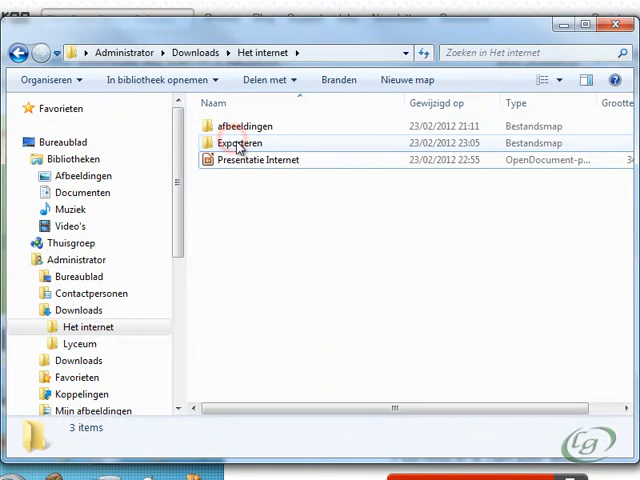 Administrator Downloads Het internet
Zoeken in Het internet
Organiseren In bibliotheek opnemen Delen met Branden Nieuwe map
Naam Gewijzigd op Type Grootte
afbeeldingen 23/02/2012 21:11 Bestandsmap
Exporteren 23/02/2012 23:05 Bestandsmap
Presentatie Internet 23/02/2012 22:55 OpenDocument-p...
Favorieten
Bureaublad
Bibliotheken
Afbeeldingen
Documenten
Muziek
Video's
Thuisgroep
Administrator
Bureaublad
Contactpersonen
Downloads
Het internet
Lyceum
Downloads
Favorieten
Koppelingen
Mijn afbeeldingen
3 items
lg